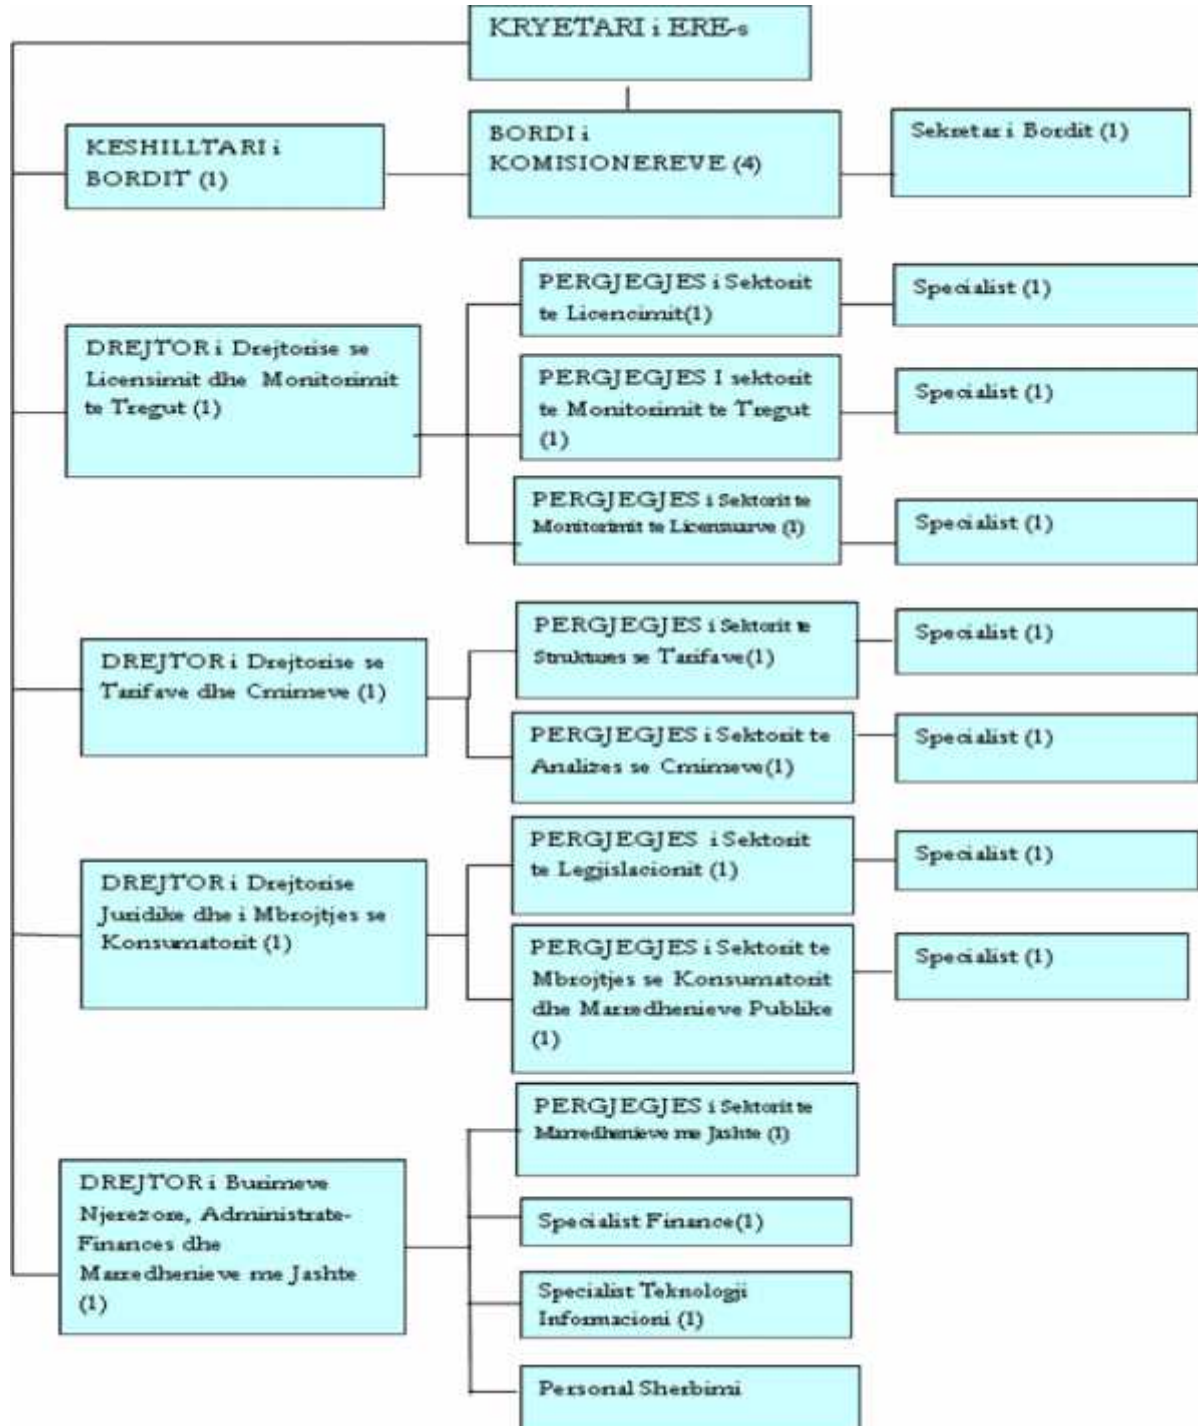 KRYETARI i ERE-s
KESHILLTARI i
BORDIT (1)
BORDI i
KOMISIONEREVE (4)
Sekretar i Bordit (1)
DREJTOR i Drejtorise se
Licensimit dhe Monitorimit
te Tregut (1)
PERGJEGJES i Sektorit
te Licencimit(1)
Specialist (1)
PERGJEGJES I sektorit
te Monitorimit te Tregut
(1)
Specialist (1)
PERGJEGJES i Sektorit te
Monitorimit te Licensuarve (1)
Specialist (1)
DREJTOR i Drejtorise se
Tarifave dhe Cmimeve (1)
PERGJEGJES i Sektorit te
Struktures se Tarifave(1)
Specialist (1)
PERGJEGJES i Sektorit te
Analizes se Cmimeve(1)
Specialist (1)
DREJTOR i Drejtorise
Juridike dhe i Mbrojtjes se
Konsumatorit (1)
PERGJEGJES i Sektorit
te Legjislacionit (1)
Specialist (1)
PERGJEGJES i Sektorit te
Mbrojtjes se Konsumatorit
dhe Marredhenieve Publike
(1)
Specialist (1)
DREJTOR i Burimeve
Njerezore, Administrate-
Finances dhe
Marredhenieve me Jashte
(1)
PERGJEGJES i Sektorit te
Marredhenieve me Jashte (1)
Specialist Finance(1)
Specialist Teknologji
Informacioni (1)
Personal Sherbimi